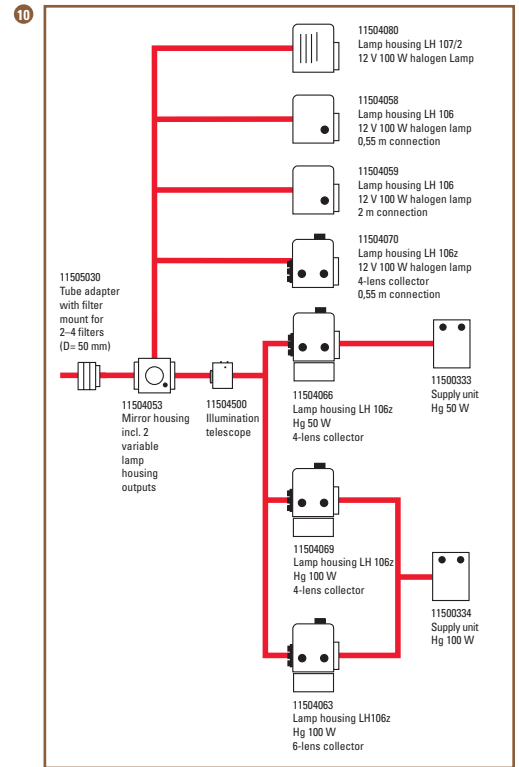 10
11504080
Lamp housing LH 107/2
12 V 100 W halogen Lamp
11504058
Lamp housing LH 106
12 V 100 W halogen lamp
0,55 m connection
11504059
Lamp housing LH 106
12 V 100 W halogen lamp
2 m connection
11504070
Lamp housing LH 106z
12 V 100 W halogen lamp
4-lens collector
0,55 m connection
11505030
Tube adapter
with filter
mount for
2–4 filters
(D= 50 mm)
11504053
Mirror housing
incl. 2
variable
lamp
housing
outputs
11504500
Illumination
telescope
11504066
Lamp housing LH 106z
Hg 50 W
4-lens collector
11500333
Supply unit
Hg 50 W
11504069
Lamp housing LH 106z
Hg 100 W
4-lens collector
11500334
Supply unit
Hg 100 W
11504063
Lamp housing LH106z
Hg 100 W
6-lens collector